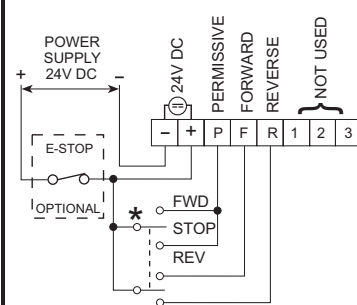 POWER
SUPPLY
24V DC
+
−
24V DC
PERMISSIVE
FORWARD
REVERSE
NOT USED
− + P F R 1 2 3
E-STOP
OPTIONAL
*
FWD
STOP
REV